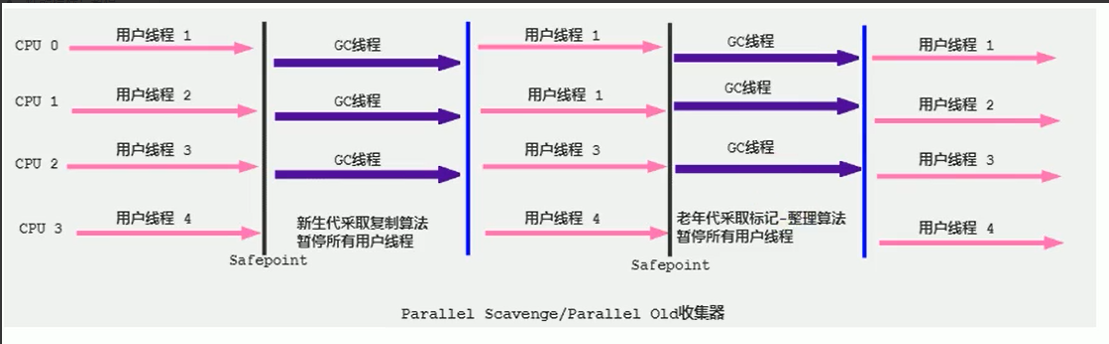 CPU 0
用户线程 1
GC线程
用户线程 1
GC线程
用户线程 1
CPU 1
用户线程 2
GC线程
用户线程 1
GC线程
用户线程 2
CPU 2
用户线程 3
GC线程
用户线程 3
GC线程
用户线程 3
CPU 3
用户线程 4
新生代采取复制算法
暂停所有用户线程
用户线程 4
老年代采取标记-整理算法
暂停所有用户线程
用户线程 4
Safepoint
Safepoint
Parallel Scavenge/Parallel Old收集器